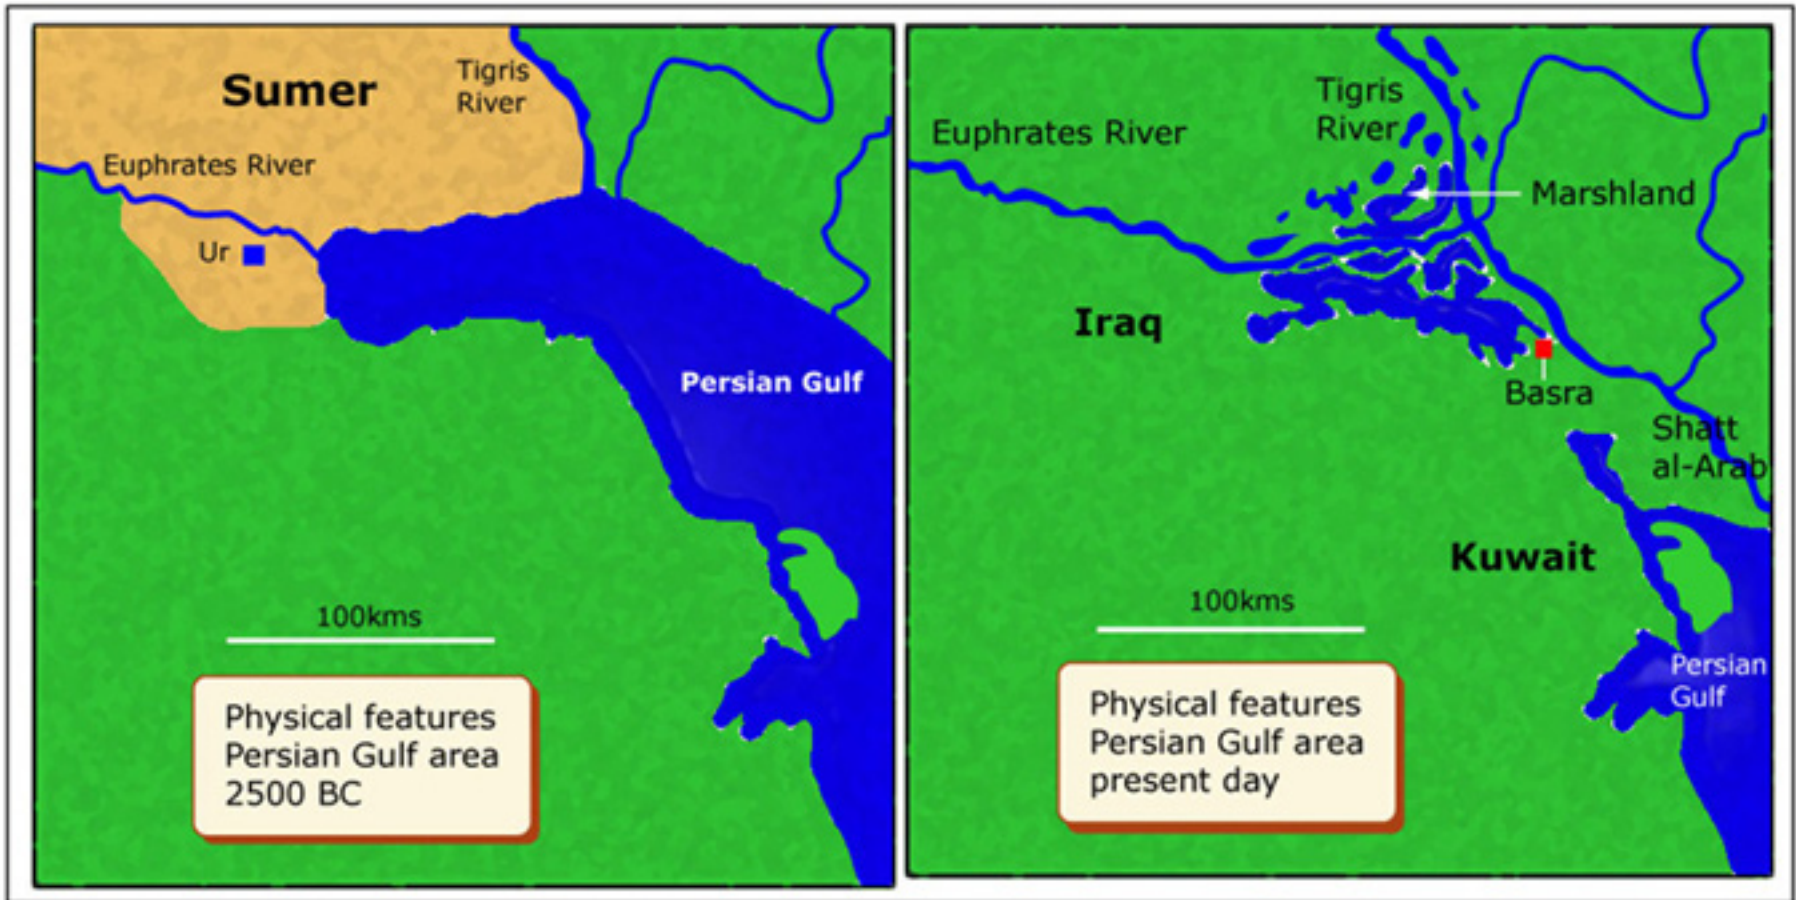 Sumer
Tigris
River
Euphrates River
Ur
Persian Gulf
100kms
Physical features
Persian Gulf area
2500 BC
Tigris
River
Euphrates River
Marshland
Iraq
Basra
Shatt
al-Arab
Kuwait
100kms
Persian
Gulf
Physical features
Persian Gulf area
present day